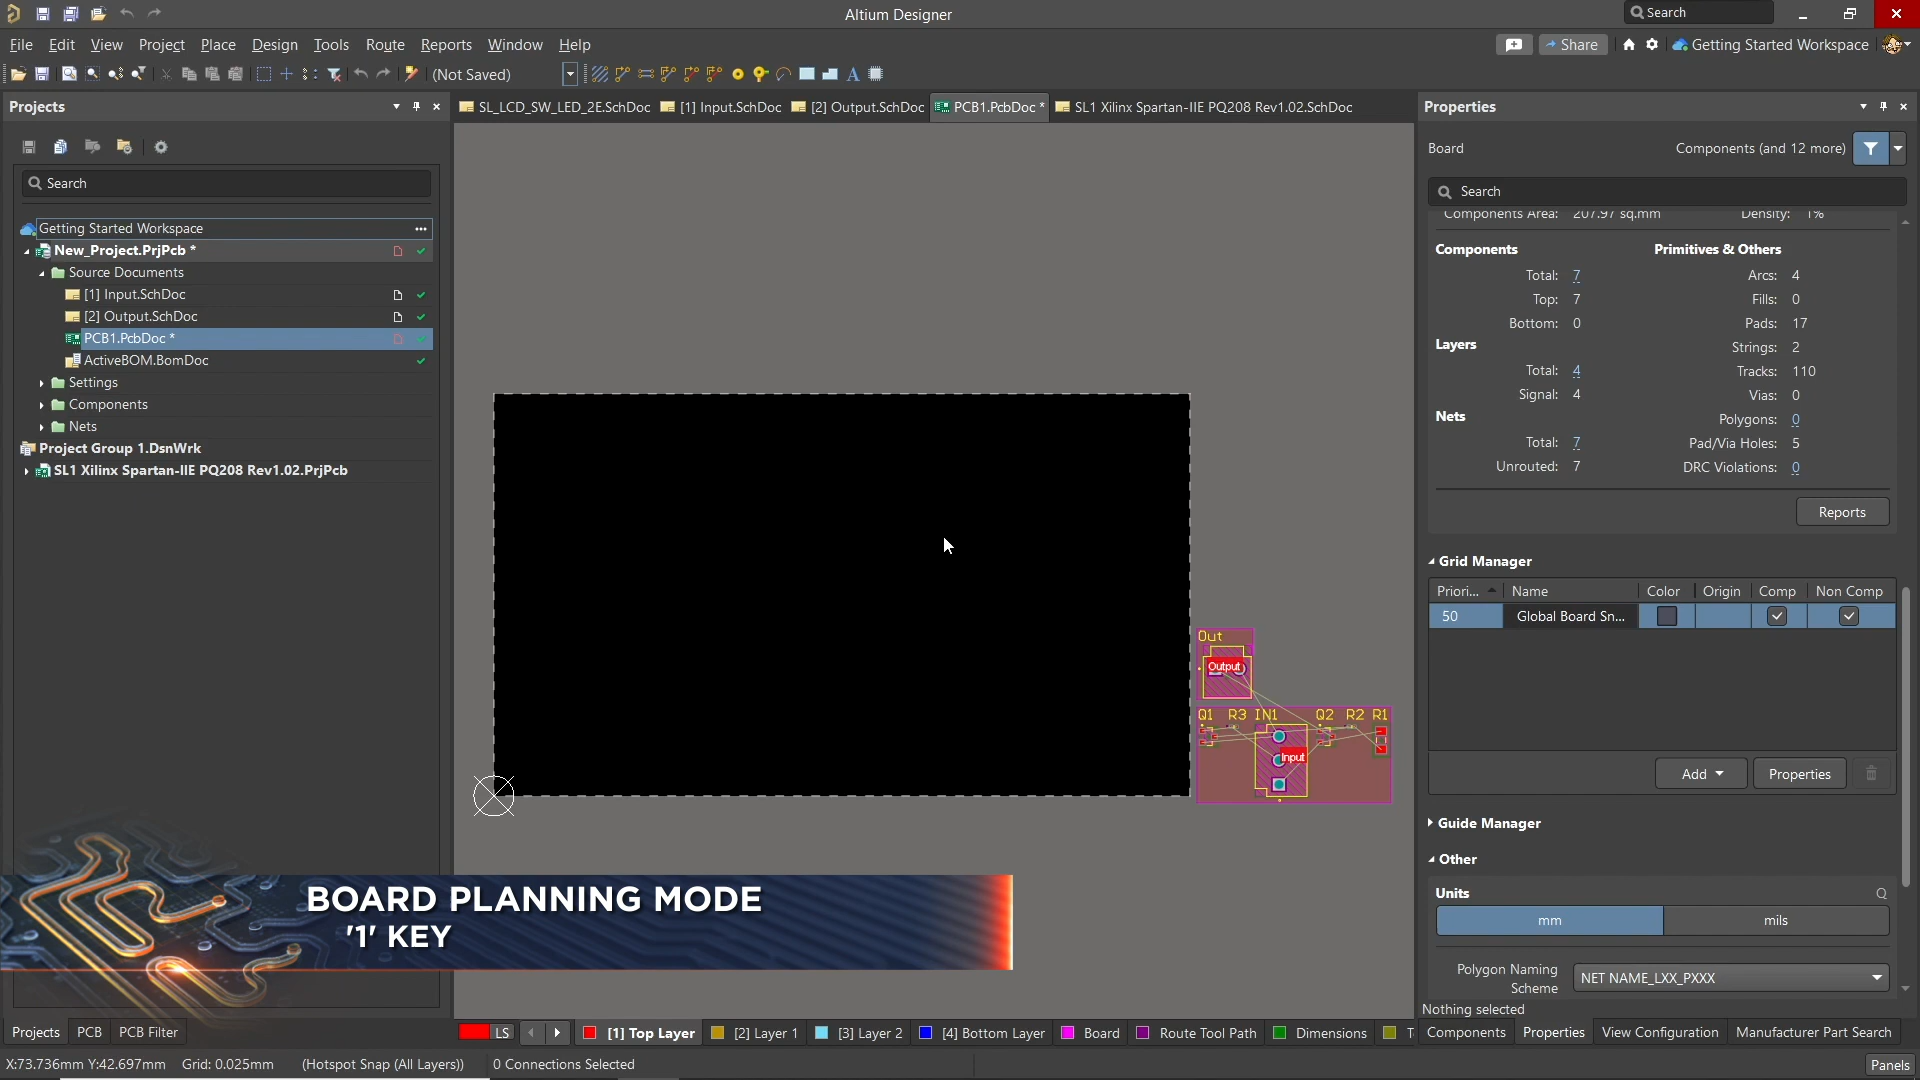 Altium Designer
Search
File Edit View Project Place Design Tools Route Reports Window Help
Share
Getting Started Workspace
(Not Saved)
Projects
SL_LCD_SW_LED_2E.SchDoc
[1] Input.SchDoc
[2] Output.SchDoc
PCB1.PcbDoc *
SL1 Xilinx Spartan-IIE PQ208 Rev1.02.SchDoc
Properties
Board
Components (and 12 more)
Search
Search
Components Area: 207.97 sq.mm Density: 1%
Getting Started Workspace
New_Project.PrjPcb *
Source Documents
[1] Input.SchDoc
[2] Output.SchDoc
PCB1.PcbDoc *
ActiveBOM.BomDoc
Settings
Components
Nets
Project Group 1.DsnWrk
SL1 Xilinx Spartan-IIE PQ208 Rev1.02.PrjPcb
Components
Total: 7
Top: 7
Bottom: 0
Layers
Total: 4
Signal: 4
Nets
Total: 7
Unrouted: 7
Primitives & Others
Arcs: 4
Fills: 0
Pads: 17
Strings: 2
Tracks: 110
Vias: 0
Polygons: 0
Pad/Via Holes: 5
DRC Violations: 0
Reports
Grid Manager
Priori... Name Color Origin Comp Non Comp
50 Global Board Sn...
Add Properties
Guide Manager
Other
Units
mm mils
Polygon Naming
Scheme
NET NAME_LXX_PXXX
Nothing selected
Out
Output
Q1 R3 IN1 Q2 R2 R1
Input
BOARD PLANNING MODE
'1' KEY
Projects PCB PCB Filter
LS
[1] Top Layer
[2] Layer 1
[3] Layer 2
[4] Bottom Layer
Board
Route Tool Path
Dimensions
T
Components Properties View Configuration Manufacturer Part Search
X:73.736mm Y:42.697mm Grid: 0.025mm (Hotspot Snap (All Layers)) 0 Connections Selected
Panels